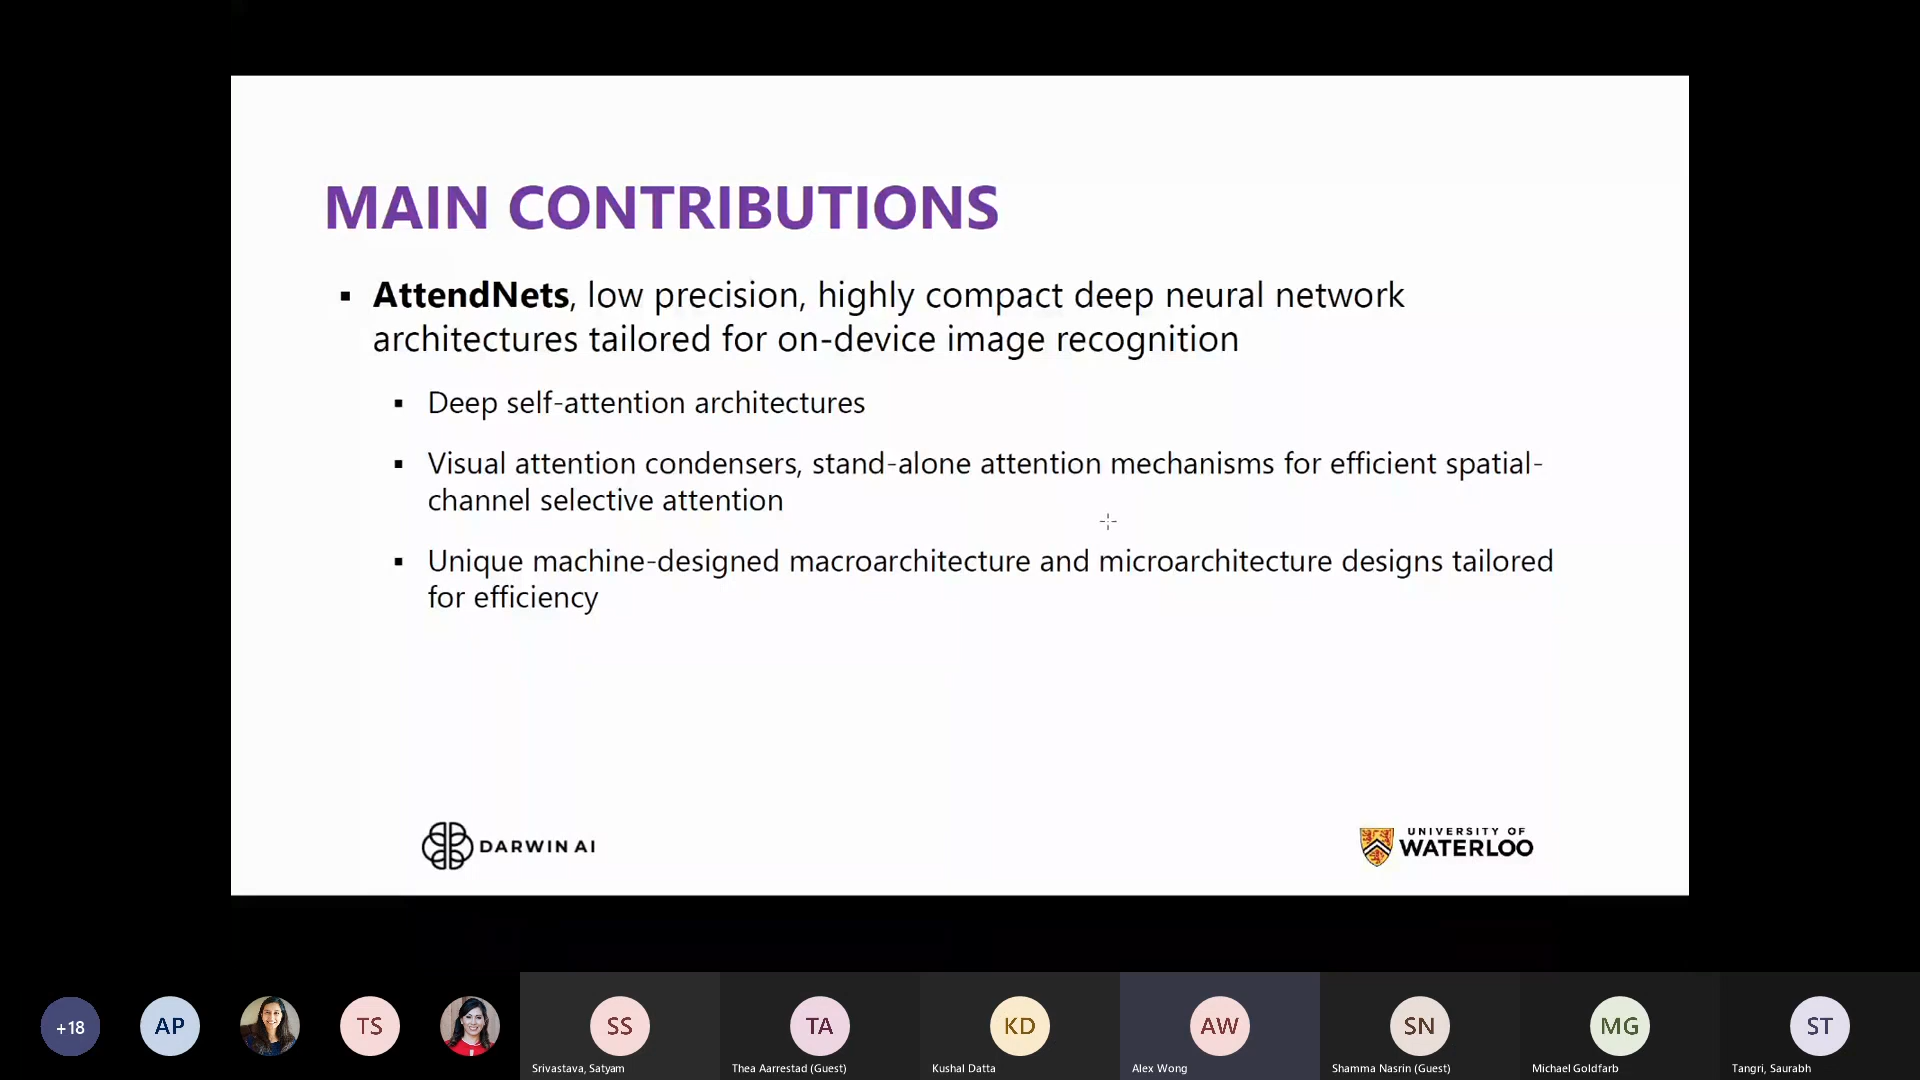 MAIN CONTRIBUTIONS
▪ AttendNets, low precision, highly compact deep neural network
architectures tailored for on-device image recognition
▪ Deep self-attention architectures
▪ Visual attention condensers, stand-alone attention mechanisms for efficient spatial-
channel selective attention
▪ Unique machine-designed macroarchitecture and microarchitecture designs tailored
for efficiency
DARWIN AI
UNIVERSITY OF
WATERLOO
+18
AP
TS
SS
TA
KD
AW
SN
MG
ST
Srivastava, Satyam
Thea Aarrestad (Guest)
Kushal Datta
Alex Wong
Shamma Nasrin (Guest)
Michael Goldfarb
Tangri, Saurabh